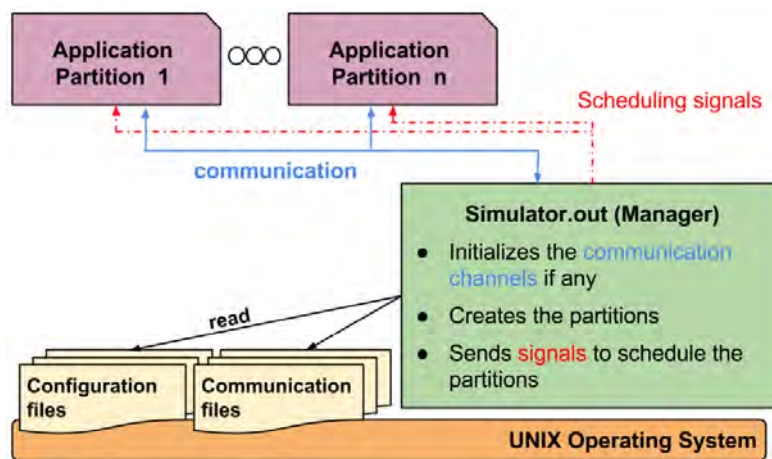 Application
Partition 1
Application
Partition n
Scheduling signals
communication
Simulator.out (Manager)
● Initializes the communication
channels if any
● Creates the partitions
● Sends signals to schedule the
partitions
read
Configuration
files
Communication
files
UNIX Operating System